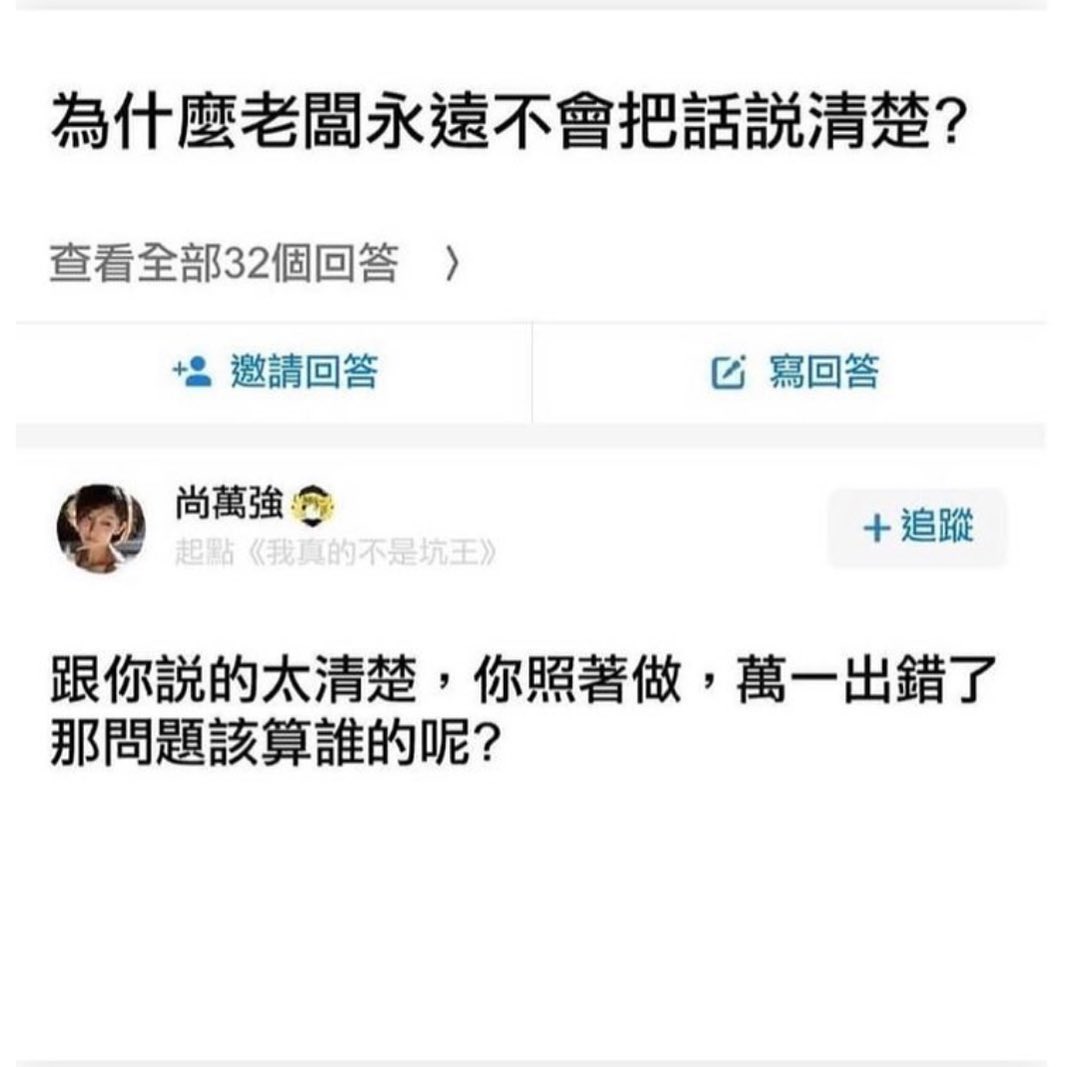 為什麼老闆永遠不會把話説清楚?
查看全部32個回答 〉
邀請回答
寫回答
尚萬強
起點《我真的不是坑王》
+ 追蹤
跟你説的太清楚，你照著做，萬一出錯了
那問題該算誰的呢?